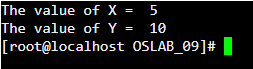 The value of X =  5
The value of Y =  10
[root@localhost OSLAB_09]#